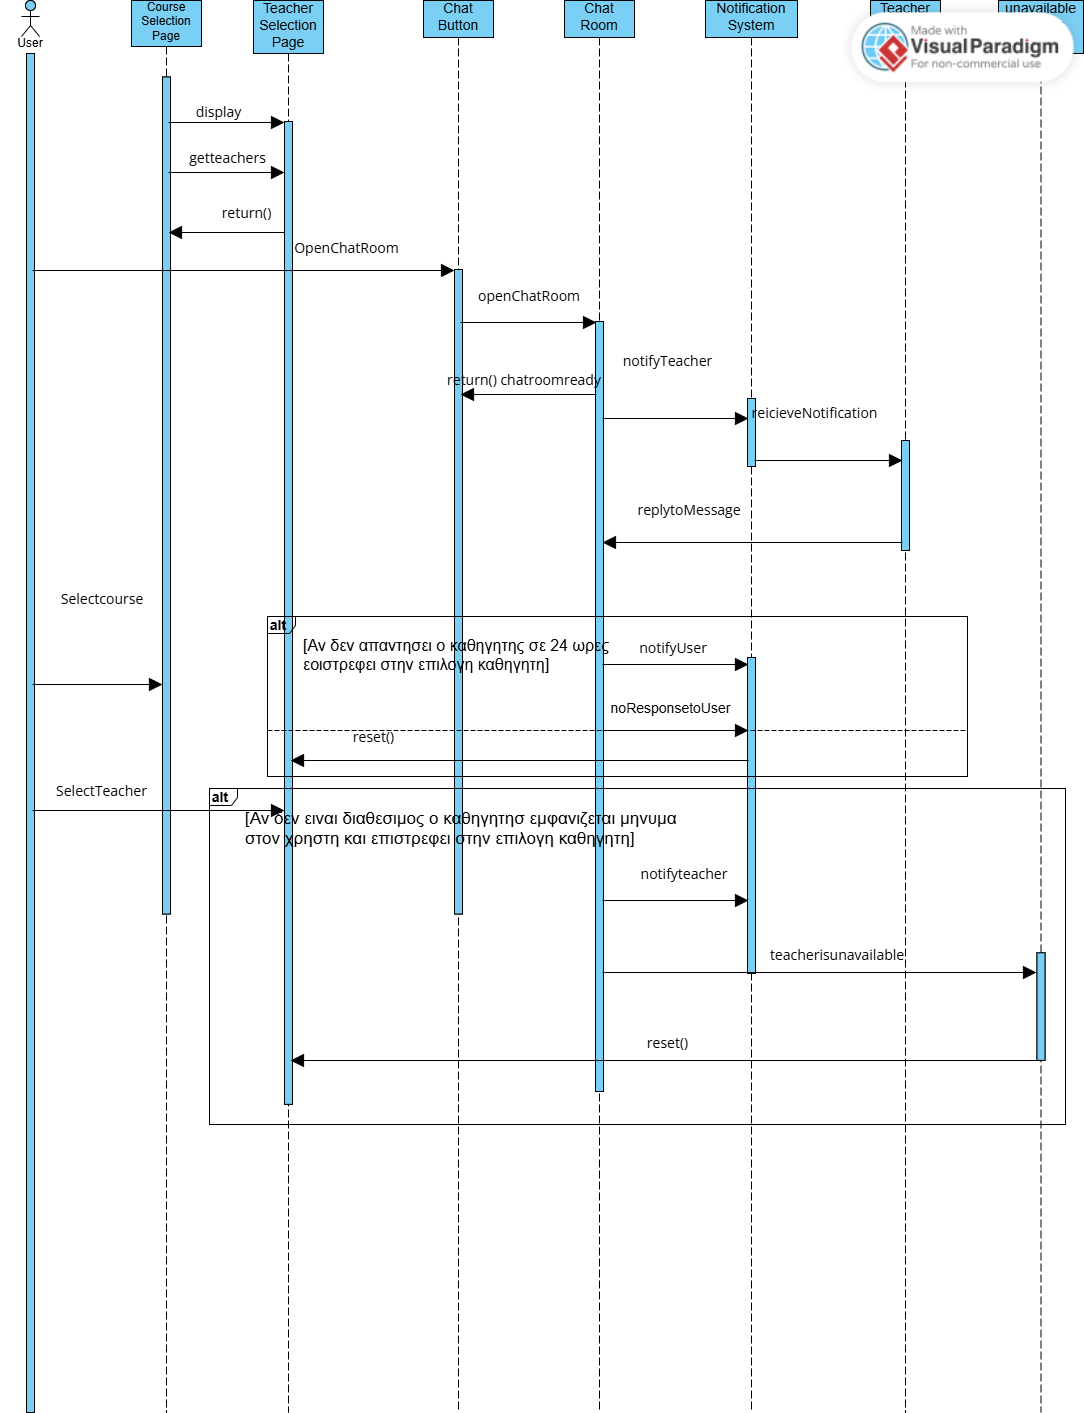 User
Course
Selection
Page
Teacher
Selection
Page
Chat
Button
Chat
Room
Notification
System
Teacher
unavailable
Made with
VisualParadigm
For non-commercial use
display
getteachers
return()
OpenChatRoom
openChatRoom
notifyTeacher
return() chatroomready
reicieveNotification
replytoMessage
Selectcourse
alt
[Αν δεν απαντησει ο καθηγητης σε 24 ωρες
εοιστρεφει στην επιλογη καθηγητη]
notifyUser
noResponsetoUser
reset()
SelectTeacher
alt
[Αν δεν ειναι διαθεσιμος ο καθηγητησ εμφανιζεται μηνυμα
στον χρηστη και επιστρεφει στην επιλογη καθηγητη]
notifyteacher
teacherisunavailable
reset()